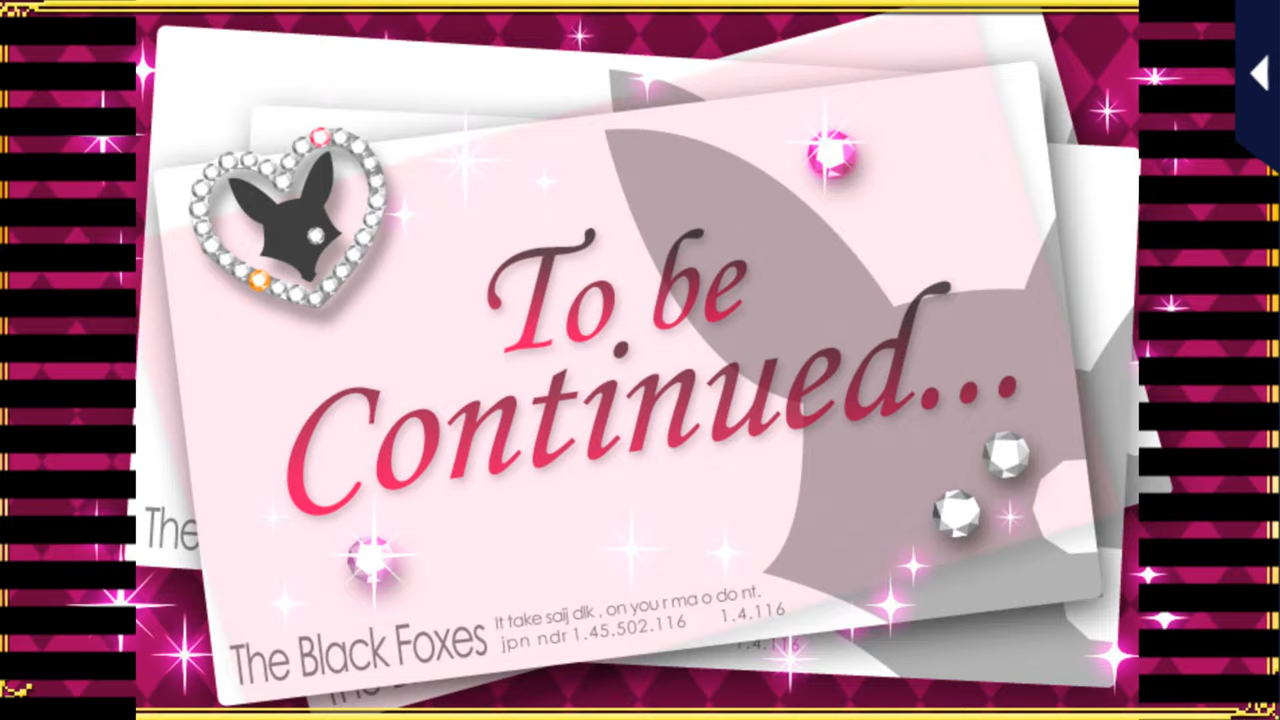 To be
Continued...
The
The Black Foxes
It take saij dlk , on you r ma o do nt.
jpn ndr 1.45.502.116 1.4.116